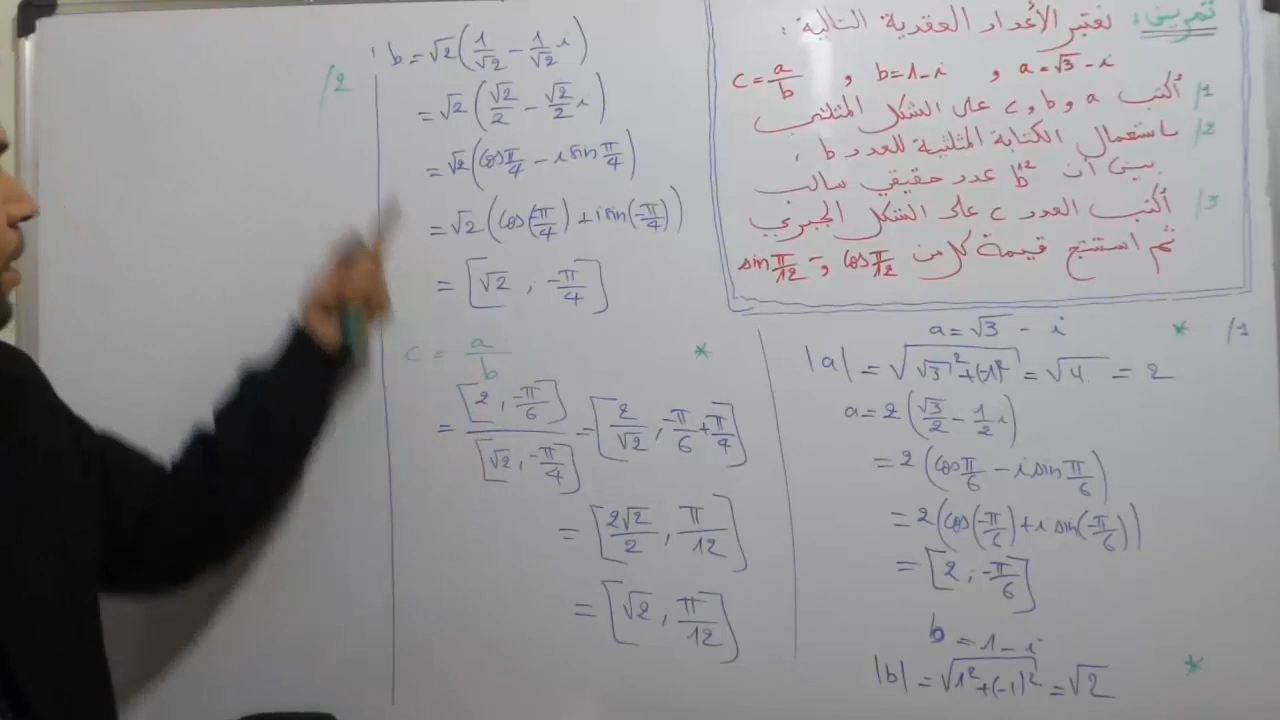 تمرين: نعتبر الأعداد العقدية التالية :
a = √3 - i و b = 1 - i و c = a/b
1/ أكتب a و b و c على الشكل المثلثي
2/ باستعمال الكتابة المثلثية للعدد b ،
بين أن b¹² عدد حقيقي سالب
3/ أكتب العدد c على الشكل الجبري
ثم استنتج قيمة كل من cos π/12 و sin π/12
1/ * a = √3 - i
|a| = √(√3² + (-1)²) = √4 = 2
a = 2(√3/2 - 1/2 i)
= 2(cos π/6 - i sin π/6)
= 2(cos(-π/6) + i sin(-π/6))
= [2 ; -π/6]
* b = 1 - i
|b| = √(1² + (-1)²) = √2
b = √2(1/√2 - 1/√2 i)
= √2(√2/2 - √2/2 i)
= √2(cos π/4 - i sin π/4)
= √2(cos(-π/4) + i sin(-π/4))
= [√2 ; -π/4]
* c = a/b
= [2 , -π/6]/[√2 , -π/4] = [2/√2 , -π/6 + π/4]
= [2√2/2 , π/12]
= [√2 , π/12]
2/